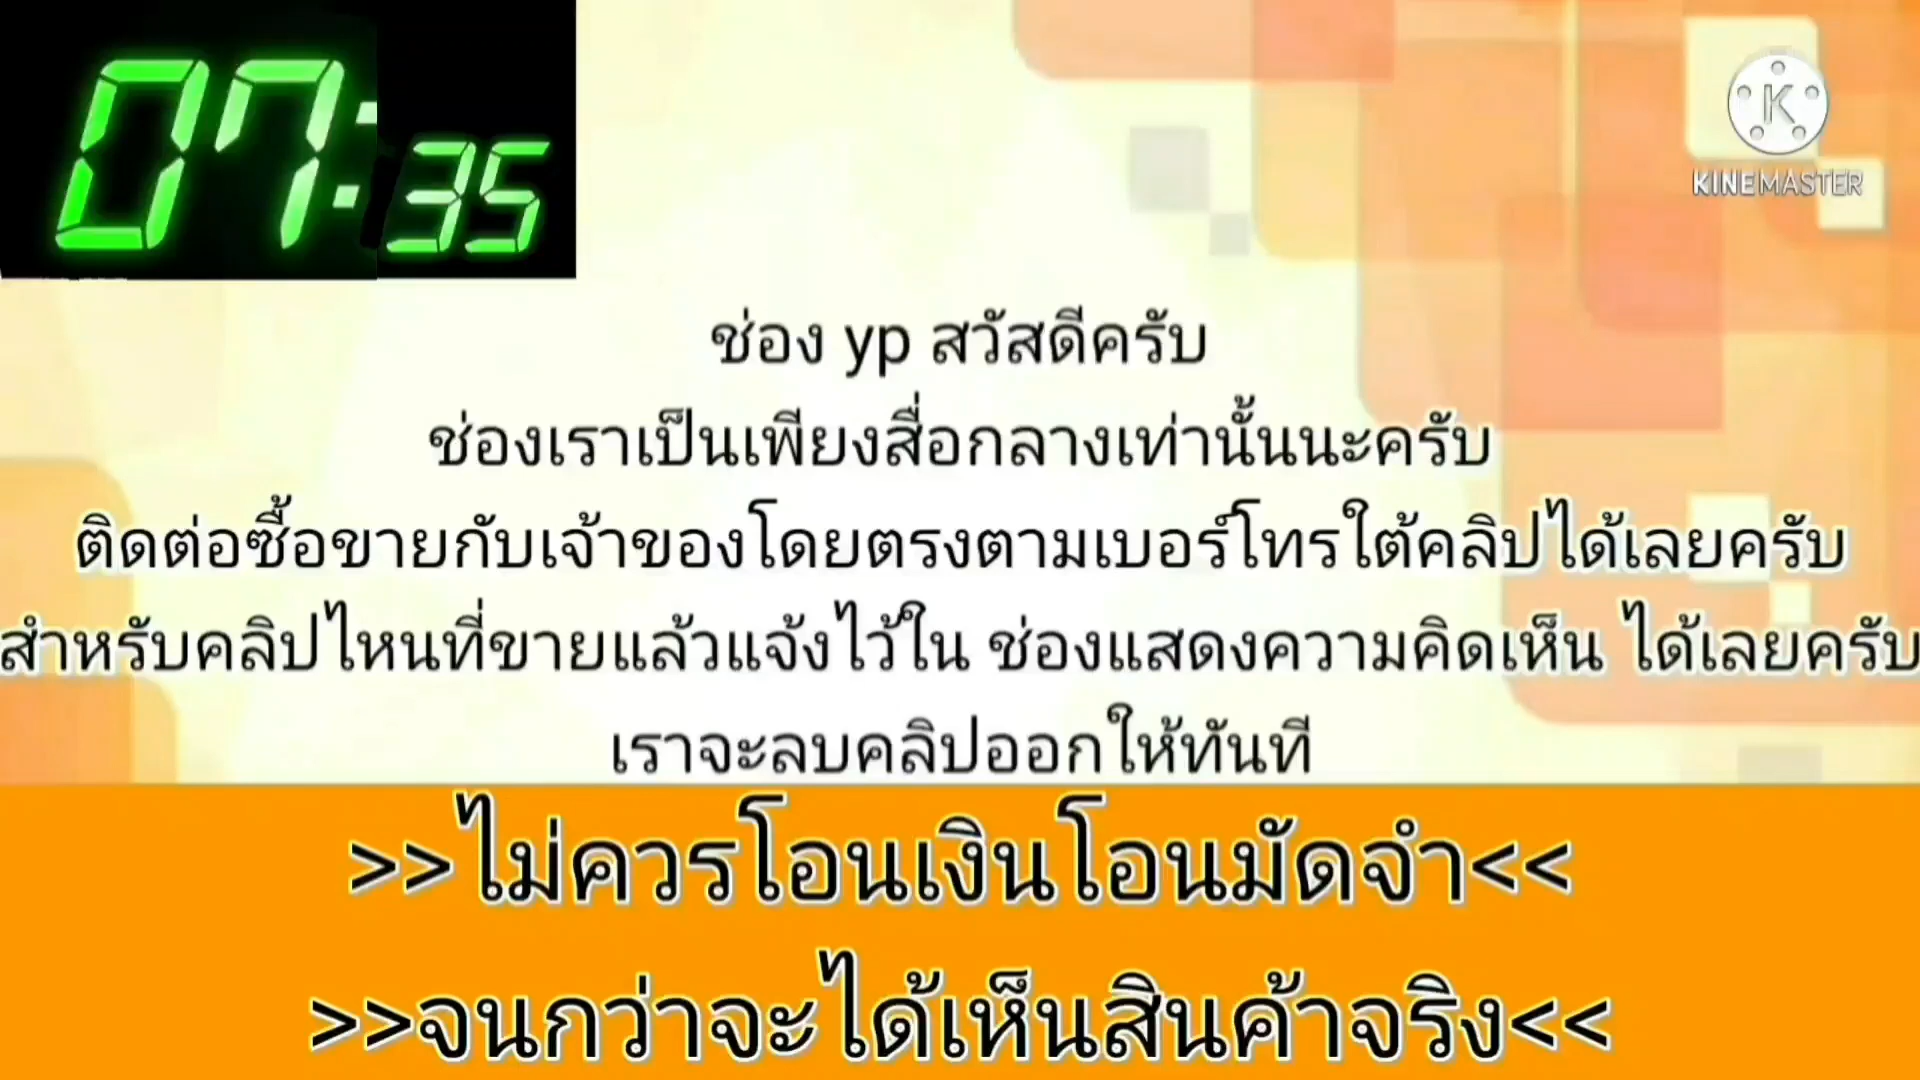 07:35
KINEMASTER
ช่อง yp สวัสดีครับ
ช่องเราเป็นเพียงสื่อกลางเท่านั้นนะครับ
ติดต่อซื้อขายกับเจ้าของโดยตรงตามเบอร์โทรใต้คลิปได้เลยครับ
สำหรับคลิปไหนที่ขายแล้วแจ้งไว้ใน ช่องแสดงความคิดเห็น ได้เลยครับ
เราจะลบคลิปออกให้ทันที
>>ไม่ควรโอนเงินโอนมัดจำ<<
>>จนกว่าจะได้เห็นสินค้าจริง<<